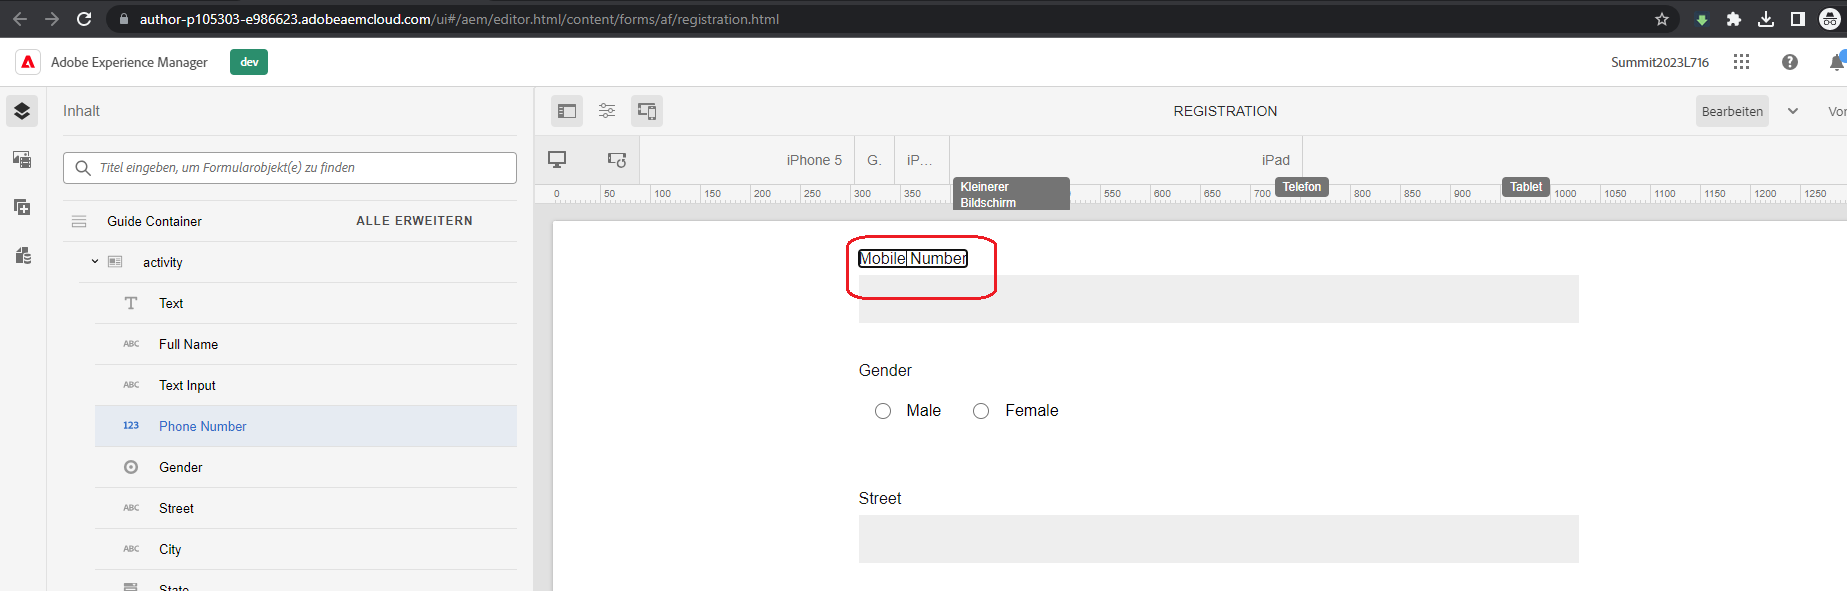 author-p105303-e986623.adobeaemcloud.com/ui#/aem/editor.html/content/forms/af/registration.html
Adobe Experience Manager dev Summit2023L716
Inhalt REGISTRATION Bearbeiten Vor
Titel eingeben, um Formularobjekt(e) zu finden
iPhone 5 G. iP... iPad
0 50 100 150 200 250 300 350 550 600 650 700 800 850 900 1000 1050 1100 1150 1200 1250
Kleinerer
Bildschirm
Telefon
Tablet
Guide Container ALLE ERWEITERN
activity
Text
ABC Full Name
ABC Text Input
123 Phone Number
Gender
ABC Street
ABC City
State
Mobile Number
Gender
Male Female
Street